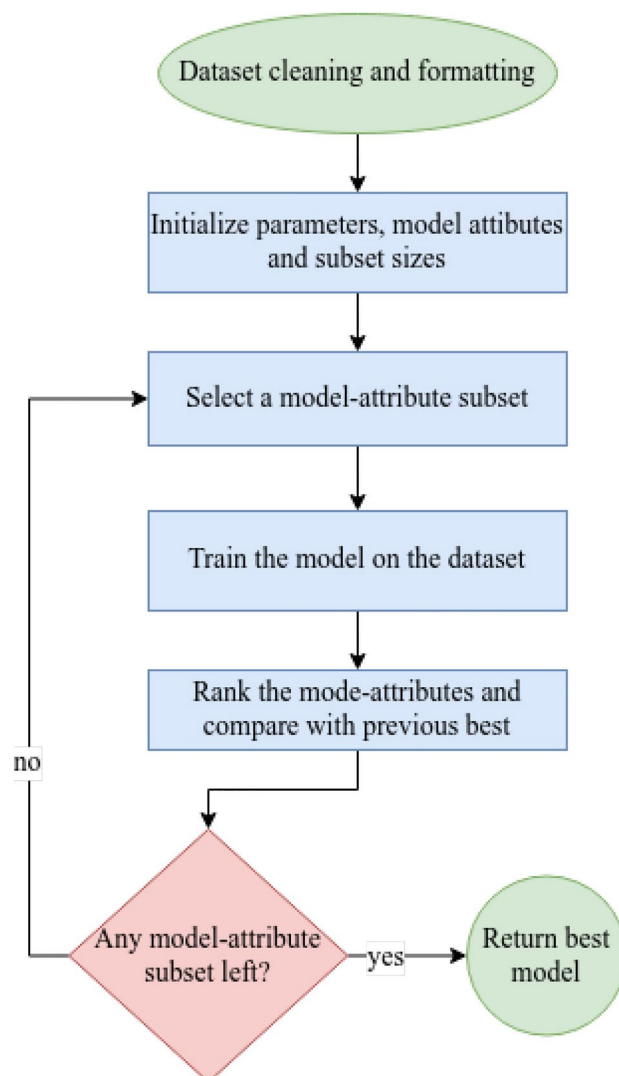 Dataset cleaning and formatting
Initialize parameters, model attibutes
and subset sizes
Select a model-attribute subset
Train the model on the dataset
Rank the mode-attributes and
compare with previous best
no
Any model-attribute
subset left?
yes
Return best
model